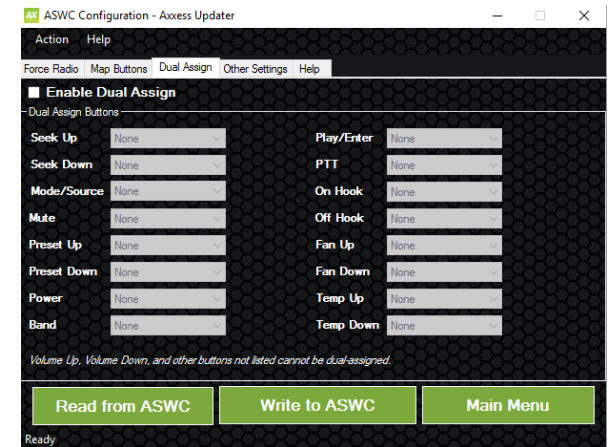 AX ASWC Configuration - Axxess Updater
Action Help
Force Radio Map Buttons Dual Assign Other Settings Help
Enable Dual Assign
Dual Assign Buttons
Seek Up None Play/Enter None
Seek Down None PTT None
Mode/Source None On Hook None
Mute None Off Hook None
Preset Up None Fan Up None
Preset Down None Fan Down None
Power None Temp Up None
Band None Temp Down None
Volume Up, Volume Down, and other buttons not listed cannot be dual-assigned.
Read from ASWC Write to ASWC Main Menu
Ready